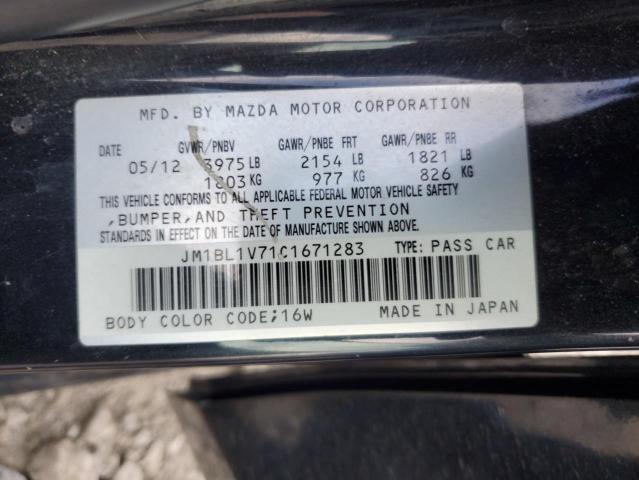 MFD. BY MAZDA MOTOR CORPORATION
DATE GVWR/PNBV GAWR/PNBE FRT GAWR/PNBE RR
05/12 3975 LB 2154 LB 1821 LB
1803 KG 977 KG 826 KG
THIS VEHICLE CONFORMS TO ALL APPLICABLE FEDERAL MOTOR VEHICLE SAFETY
,BUMPER,AND THEFT PREVENTION
STANDARDS IN EFFECT ON THE DATE OF MANUFACTURE SHOWN ABOVE.
JM1BL1V71C1671283 TYPE: PASS CAR
BODY COLOR CODE;16W MADE IN JAPAN